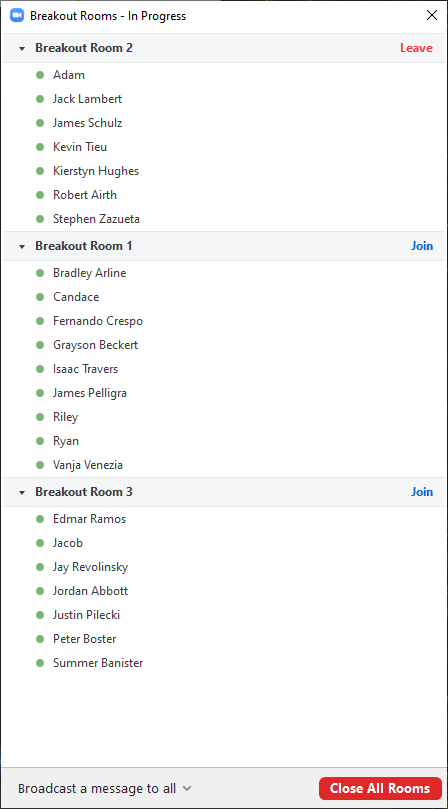 Breakout Rooms - In Progress
Breakout Room 2 Leave
Adam
Jack Lambert
James Schulz
Kevin Tieu
Kierstyn Hughes
Robert Airth
Stephen Zazueta
Breakout Room 1 Join
Bradley Arline
Candace
Fernando Crespo
Grayson Beckert
Isaac Travers
James Pelligra
Riley
Ryan
Vanja Venezia
Breakout Room 3 Join
Edmar Ramos
Jacob
Jay Revolinsky
Jordan Abbott
Justin Pilecki
Peter Boster
Summer Banister
Broadcast a message to all Close All Rooms